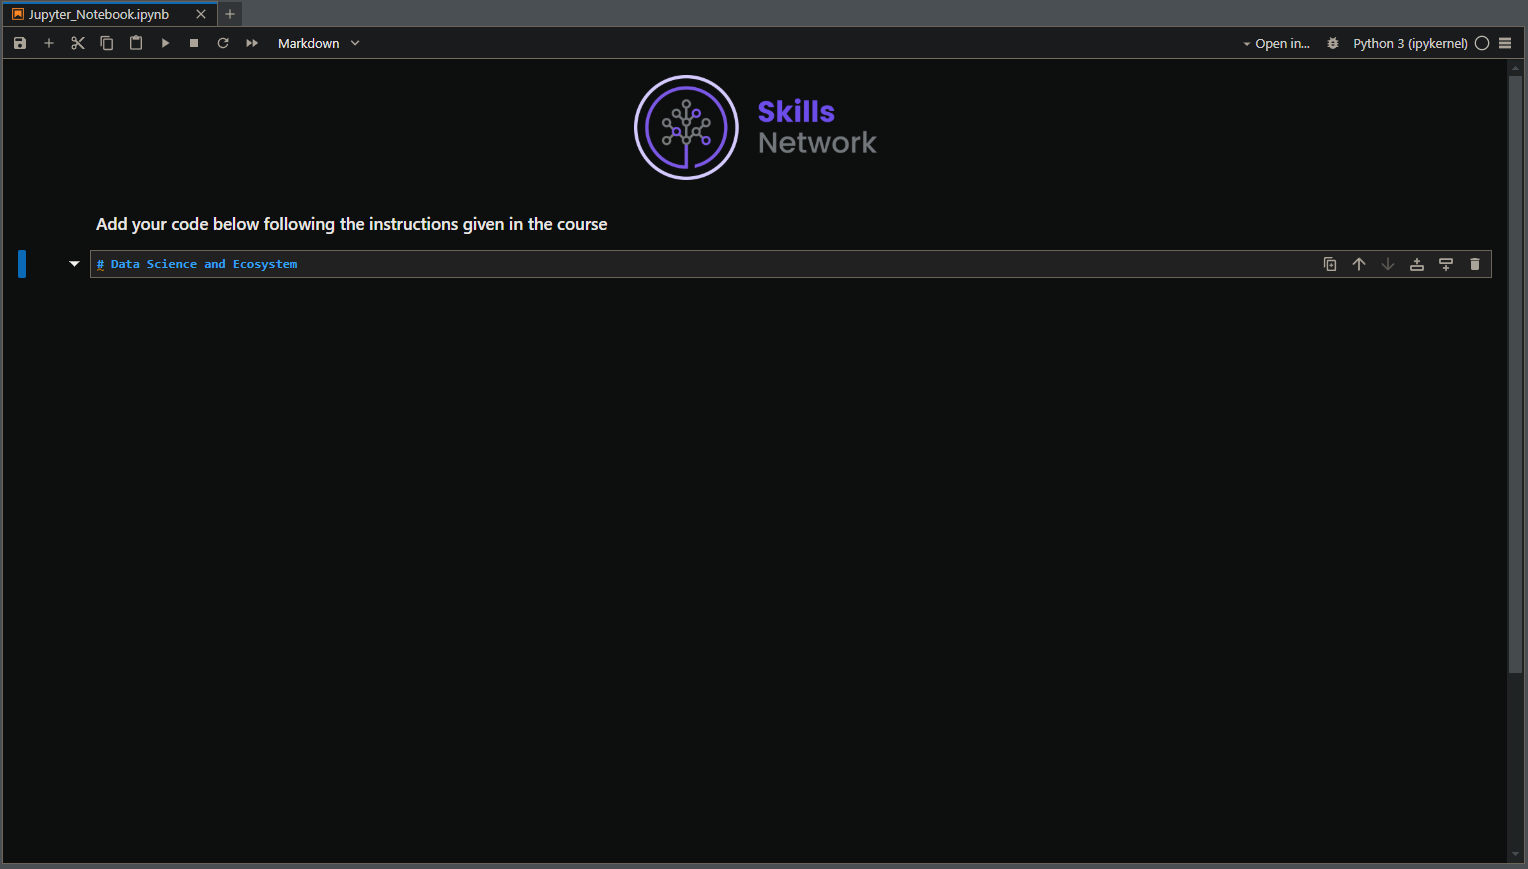 Jupyter_Notebook.ipynb
Markdown
Open in...
Python 3 (ipykernel)
Skills
Network
Add your code below following the instructions given in the course
# Data Science and Ecosystem